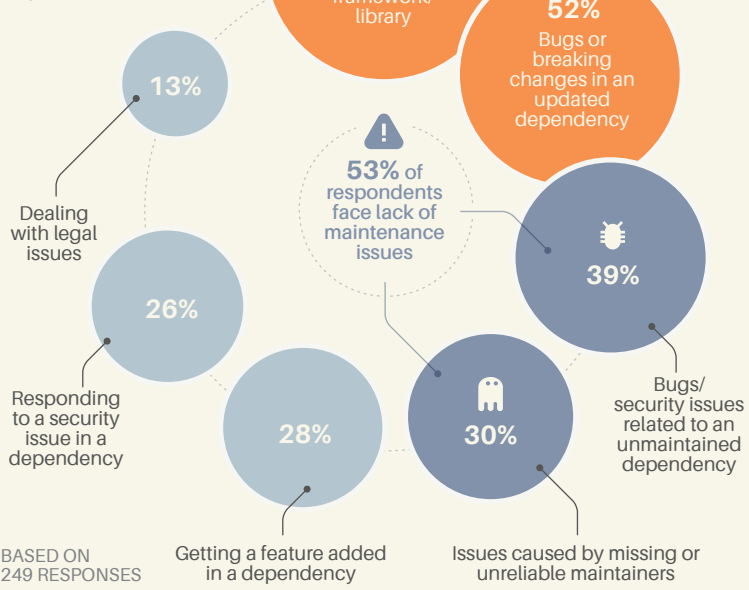 library
52%
Bugs or
breaking
changes in an
updated
dependency
13%
53% of
respondents
face lack of
maintenance
issues
Dealing
with legal
issues
39%
26%
Bugs/
security issues
related to an
unmaintained
dependency
Responding
to a security
issue in a
dependency
28%
30%
Getting a feature added
in a dependency
Issues caused by missing or
unreliable maintainers
BASED ON
249 RESPONSES